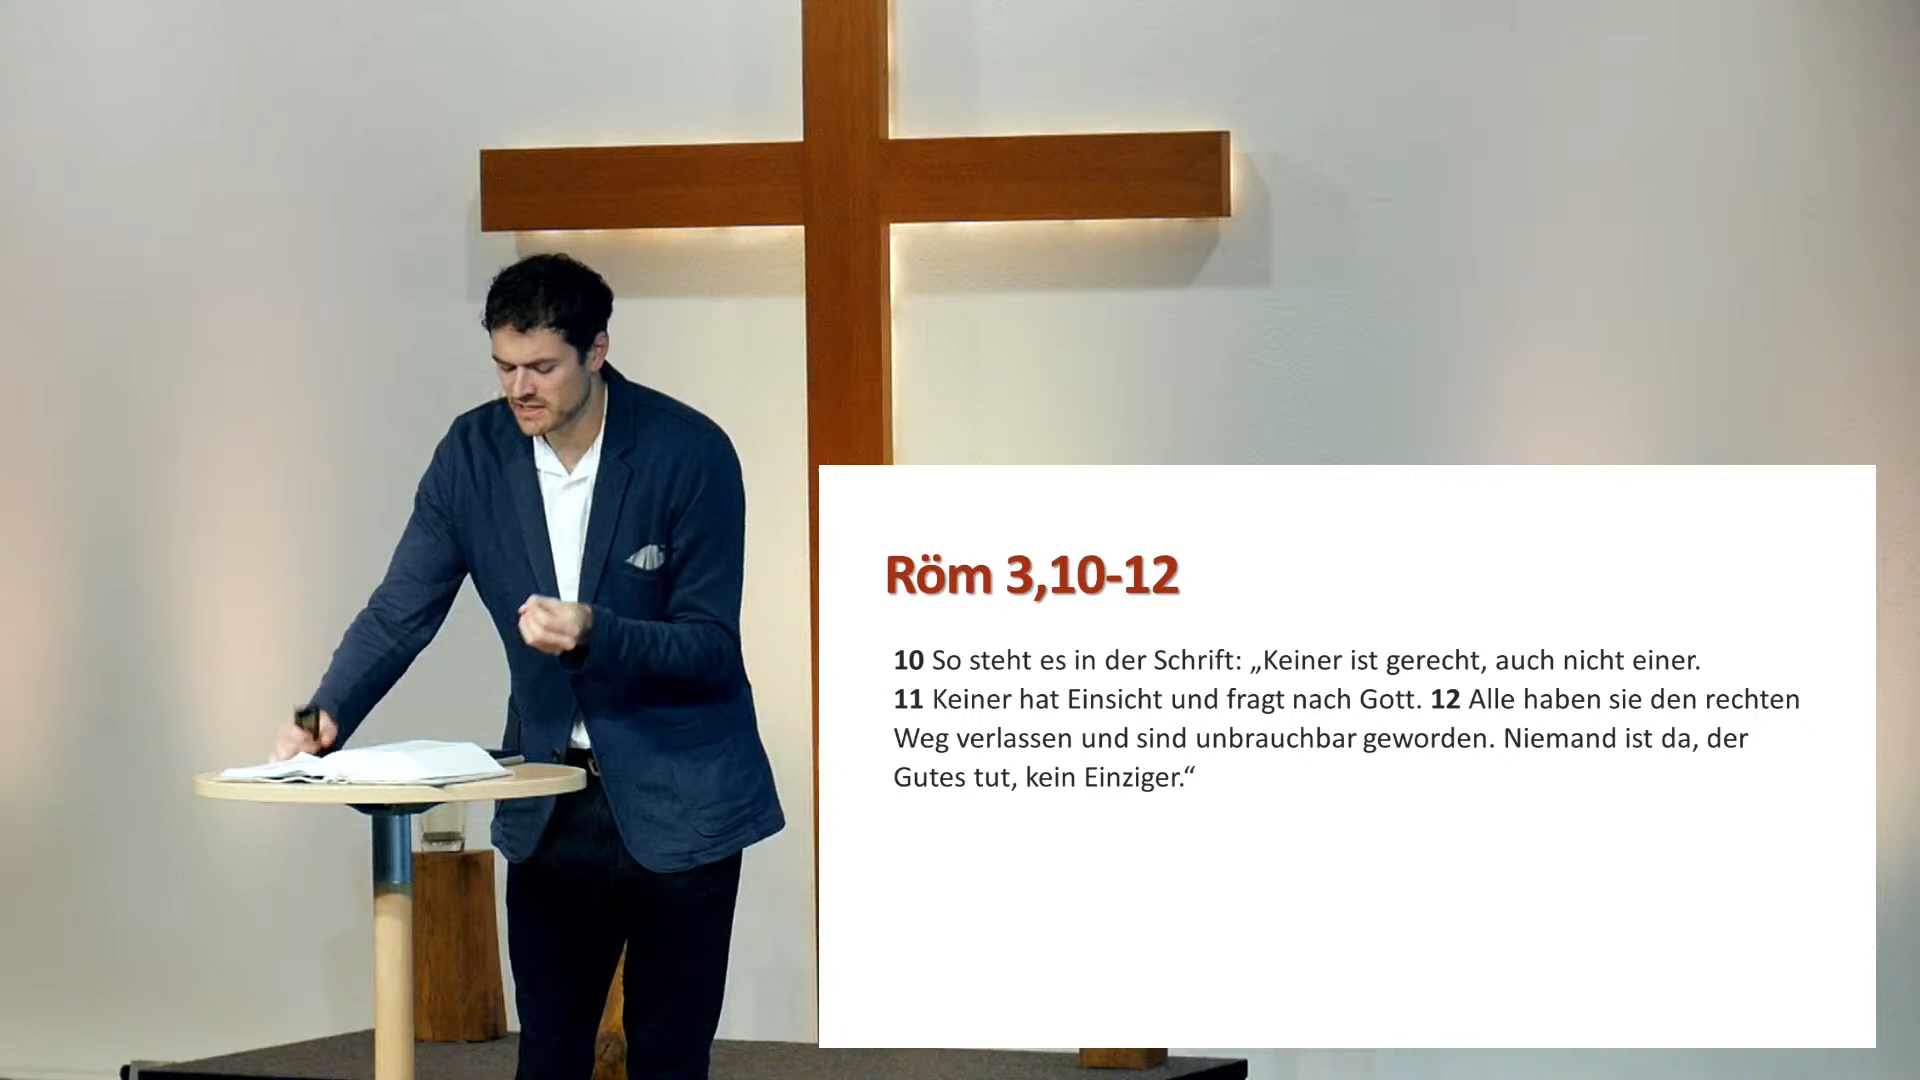 Röm 3,10-12
10 So steht es in der Schrift: „Keiner ist gerecht, auch nicht einer.
11 Keiner hat Einsicht und fragt nach Gott. 12 Alle haben sie den rechten
Weg verlassen und sind unbrauchbar geworden. Niemand ist da, der
Gutes tut, kein Einziger.“